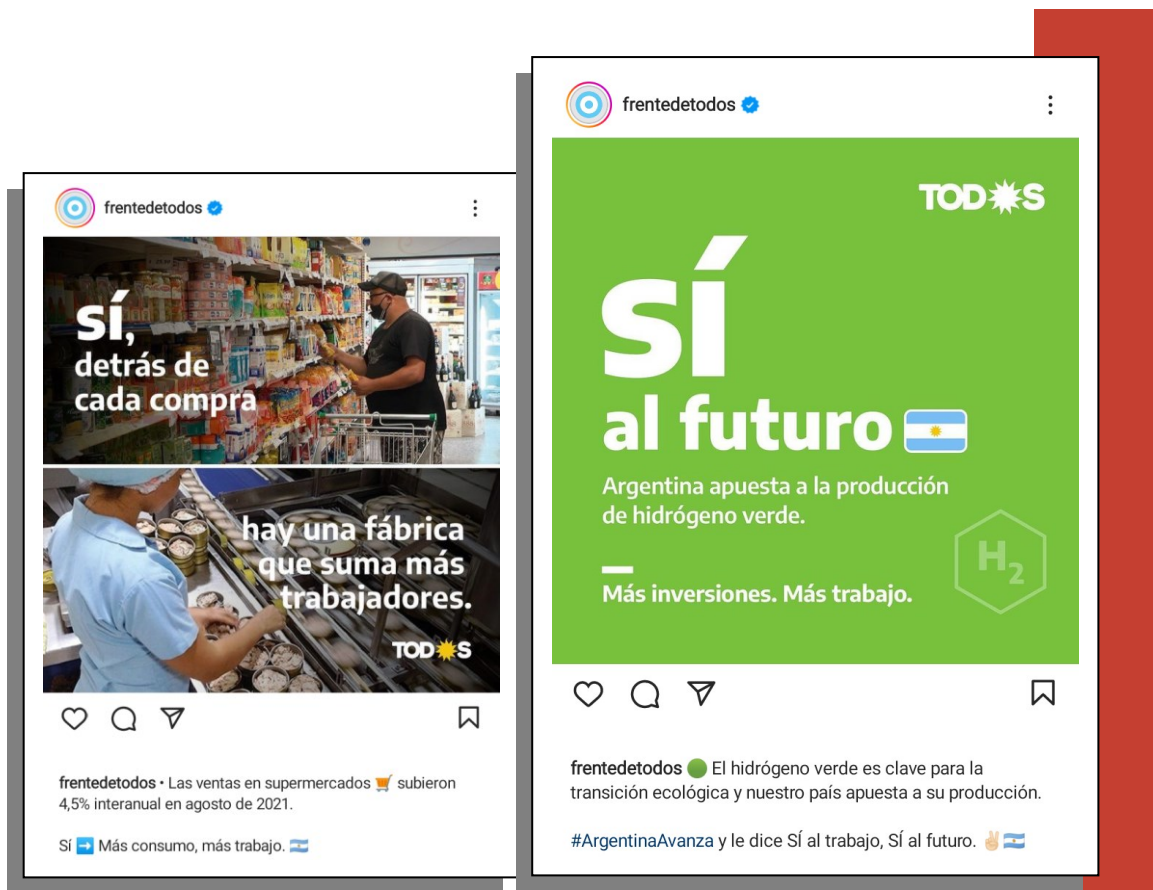 frentedetodos
sí,
detrás de
cada compra
hay una fábrica
que suma más
trabajadores.
TODOS
frentedetodos • Las ventas en supermercados 🛒 subieron
4,5% interanual en agosto de 2021.
Sí ➡️ Más consumo, más trabajo. 🇦🇷
frentedetodos
TODOS
SÍ
al futuro 🇦🇷
Argentina apuesta a la producción
de hidrógeno verde.
Más inversiones. Más trabajo.
H₂
frentedetodos 🟢 El hidrógeno verde es clave para la
transición ecológica y nuestro país apuesta a su producción.
#ArgentinaAvanza y le dice SÍ al trabajo, SÍ al futuro. ✌🏻🇦🇷